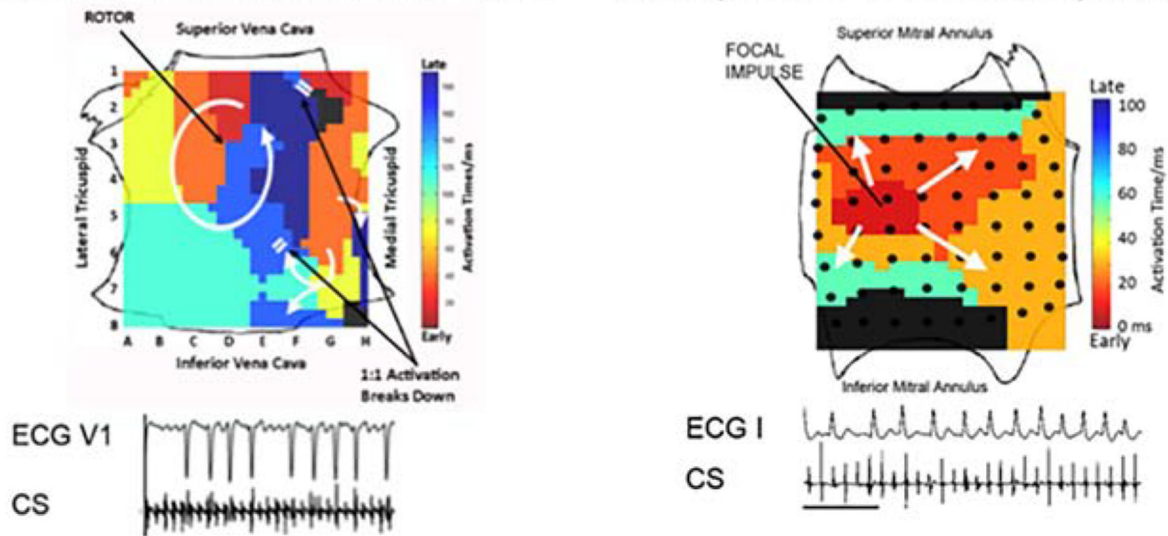 ROTOR
Superior Vena Cava
Late
1
2
3
4
5
6
7
8
Lateral Tricuspid
Medial Tricuspid
Activation Times/ms
Early
A B C D E F G H
Inferior Vena Cava
1:1 Activation
Breaks Down
ECG V1
CS
Superior Mitral Annulus
FOCAL
IMPULSE
Late
100
80
60
40
20
0 ms
Early
Activation Time/ms
Inferior Mitral Annulus
ECG I
CS